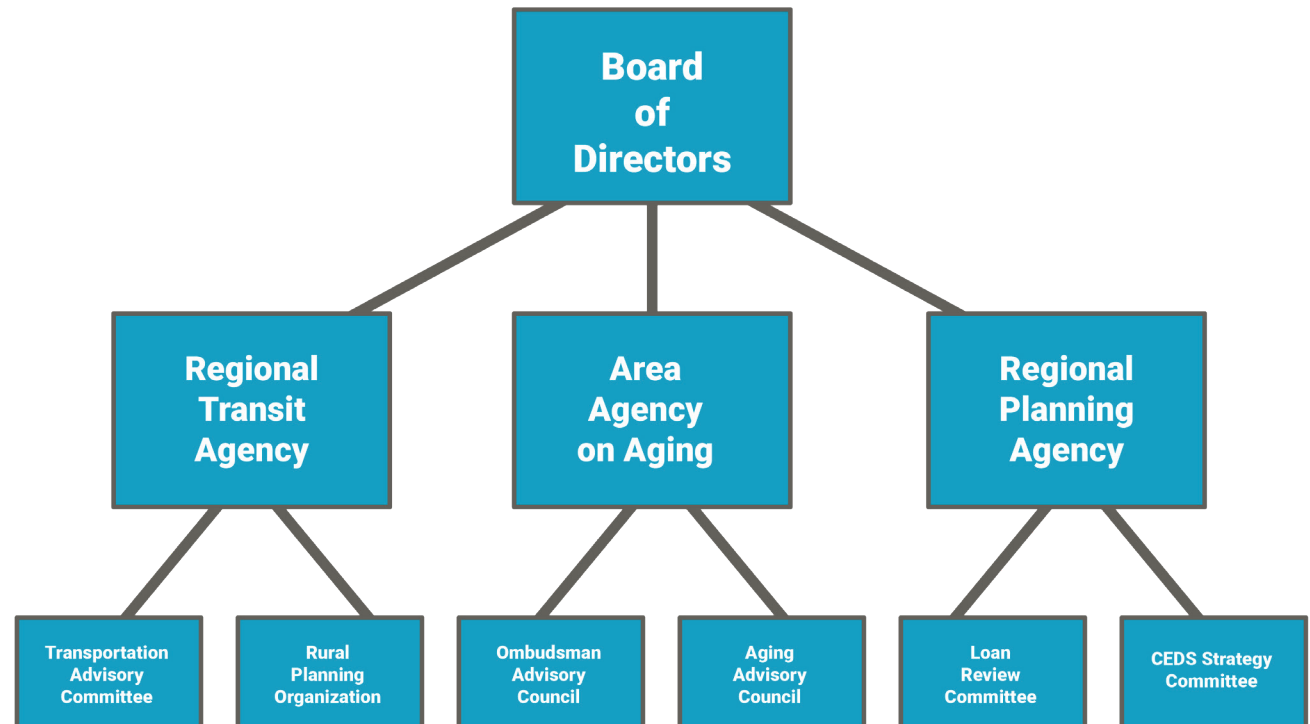 Board
of
Directors
Regional
Transit
Agency
Area
Agency
on Aging
Regional
Planning
Agency
Transportation
Advisory
Committee
Rural
Planning
Organization
Ombudsman
Advisory
Council
Aging
Advisory
Council
Loan
Review
Committee
CEDS Strategy
Committee